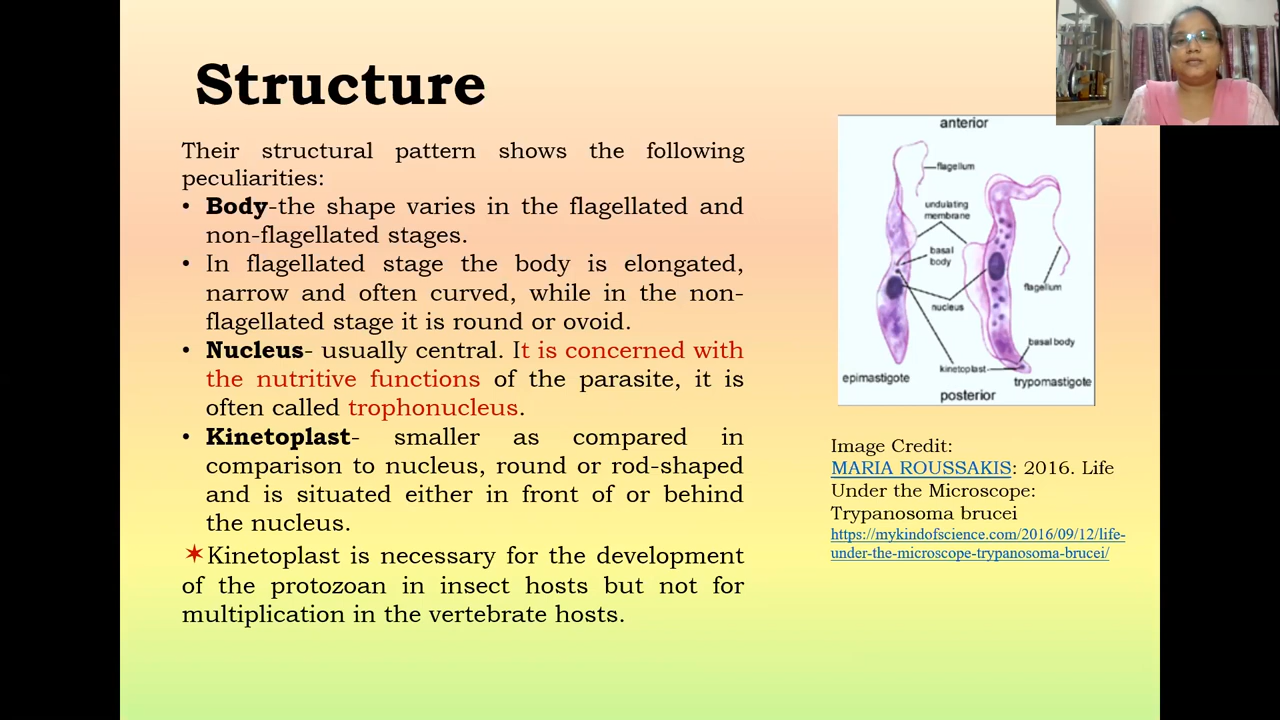 Structure
Their structural pattern shows the following
peculiarities:
• Body-the shape varies in the flagellated and
non-flagellated stages.
• In flagellated stage the body is elongated,
narrow and often curved, while in the non-
flagellated stage it is round or ovoid.
• Nucleus- usually central. It is concerned with
the nutritive functions of the parasite, it is
often called trophonucleus.
• Kinetoplast- smaller as compared in
comparison to nucleus, round or rod-shaped
and is situated either in front of or behind
the nucleus.
✶Kinetoplast is necessary for the development
of the protozoan in insect hosts but not for
multiplication in the vertebrate hosts.
anterior
flagellum
undulating
membrane
basal
body
flagellum
nucleus
basal body
kinetoplast
epimastigote
trypomastigote
posterior
Image Credit:
MARIA ROUSSAKIS: 2016. Life
Under the Microscope:
Trypanosoma brucei
https://mykindofscience.com/2016/09/12/life-
under-the-microscope-trypanosoma-brucei/